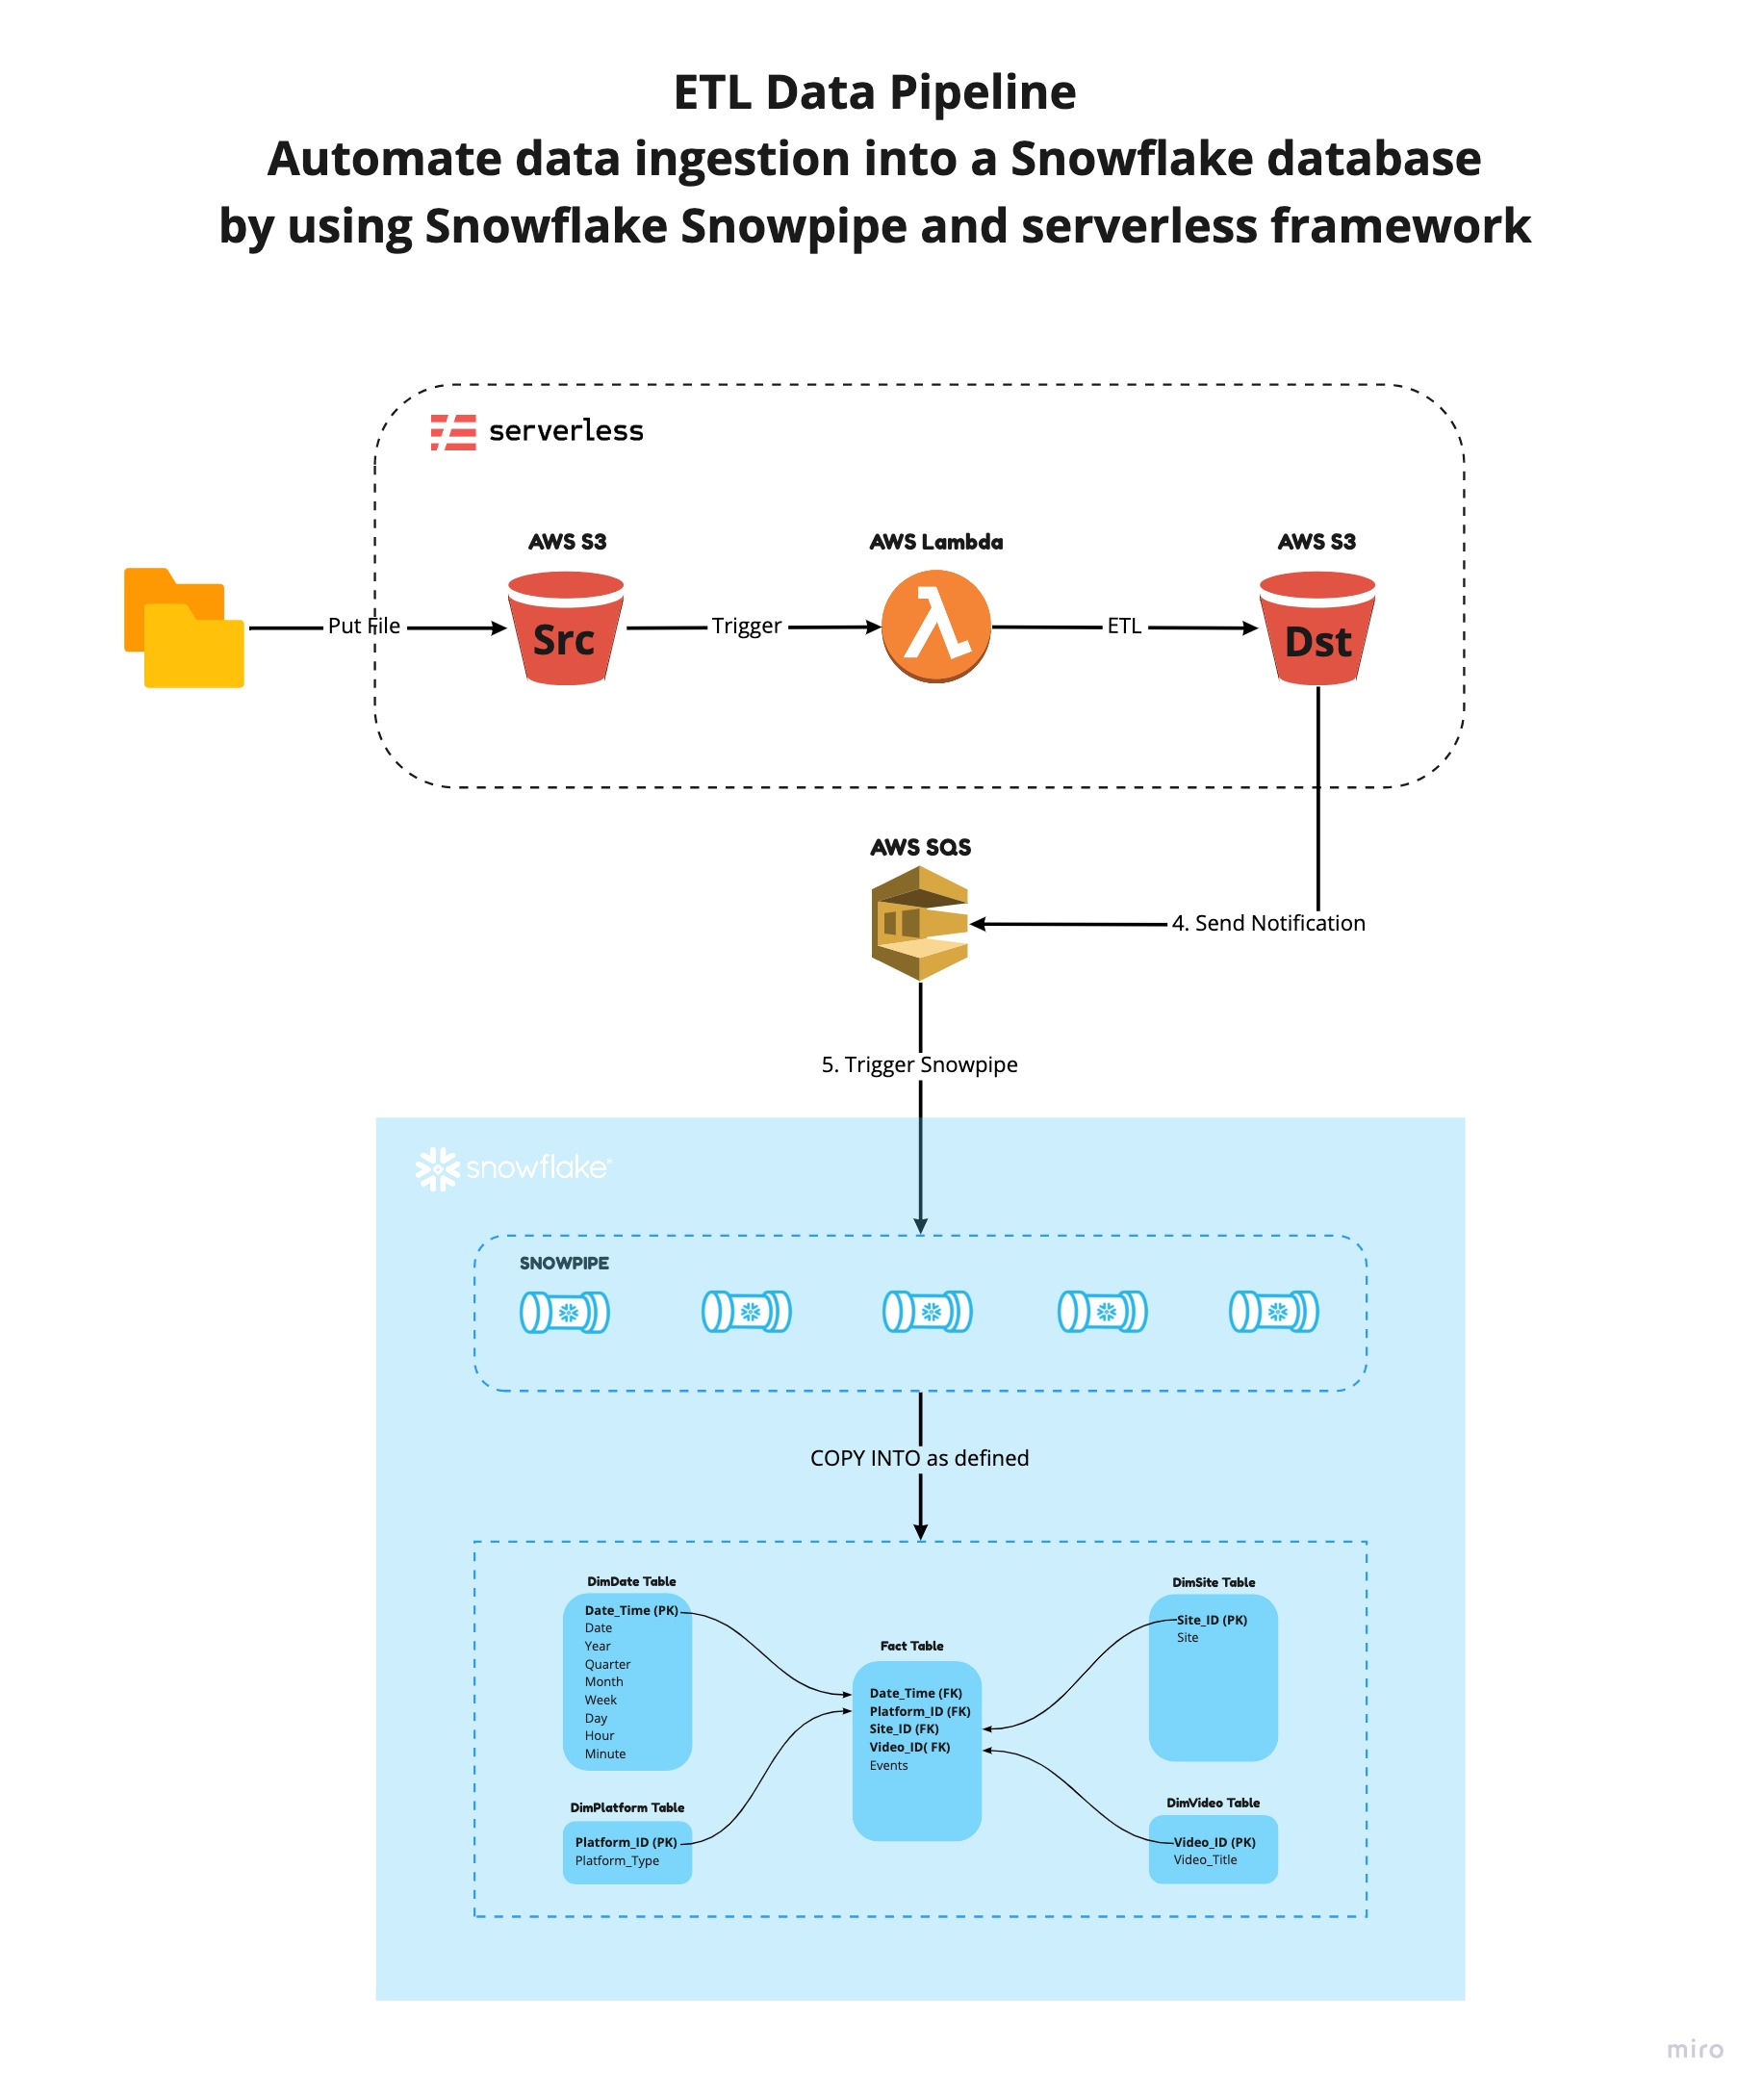 ETL Data Pipeline
Automate data ingestion into a Snowflake database
by using Snowflake Snowpipe and serverless framework
serverless
AWS S3
AWS Lambda
AWS S3
Put File
Src
Trigger
ETL
Dst
AWS SQS
4. Send Notification
5. Trigger Snowpipe
snowflake
SNOWPIPE
COPY INTO as defined
DimDate Table
Date_Time (PK)
Date
Year
Quarter
Month
Week
Day
Hour
Minute
DimPlatform Table
Platform_ID (PK)
Platform_Type
Fact Table
Date_Time (FK)
Platform_ID (FK)
Site_ID (FK)
Video_ID( FK)
Events
DimSite Table
Site_ID (PK)
Site
DimVideo Table
Video_ID (PK)
Video_Title
miro